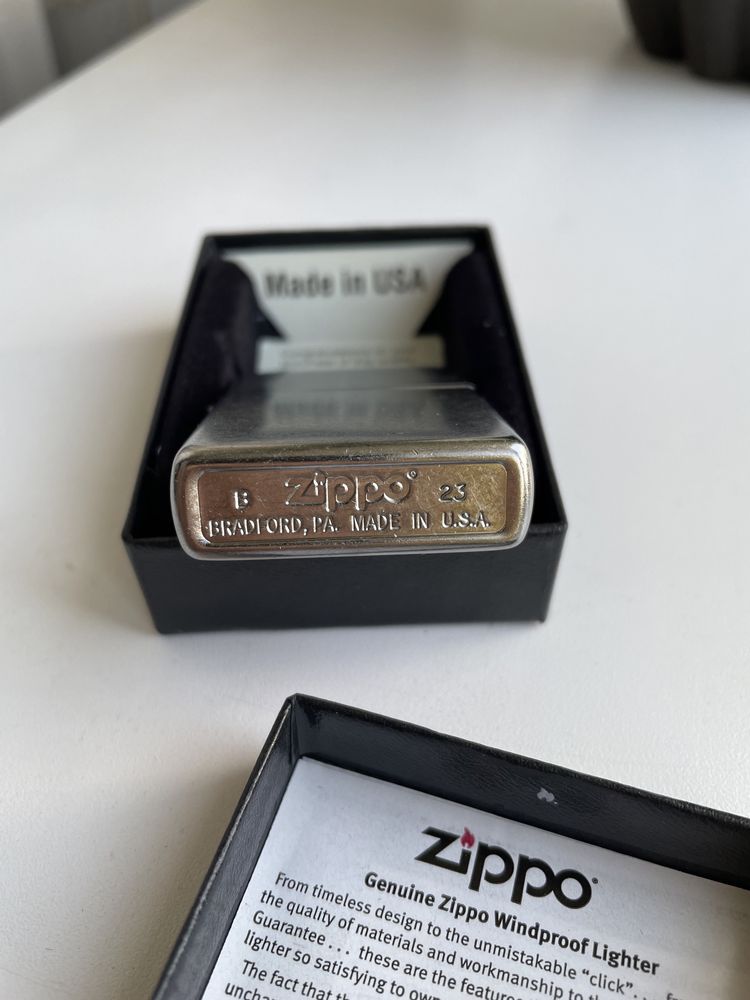 Made in USA
B Zippo® 23
BRADFORD, PA. MADE IN U.S.A.
zippo
Genuine Zippo Windproof Lighter
From timeless design to the unmistakable “click” . . .
the quality of materials and workmanship to
Guarantee . . . these are the
lighter so satisfying to own
The fact that